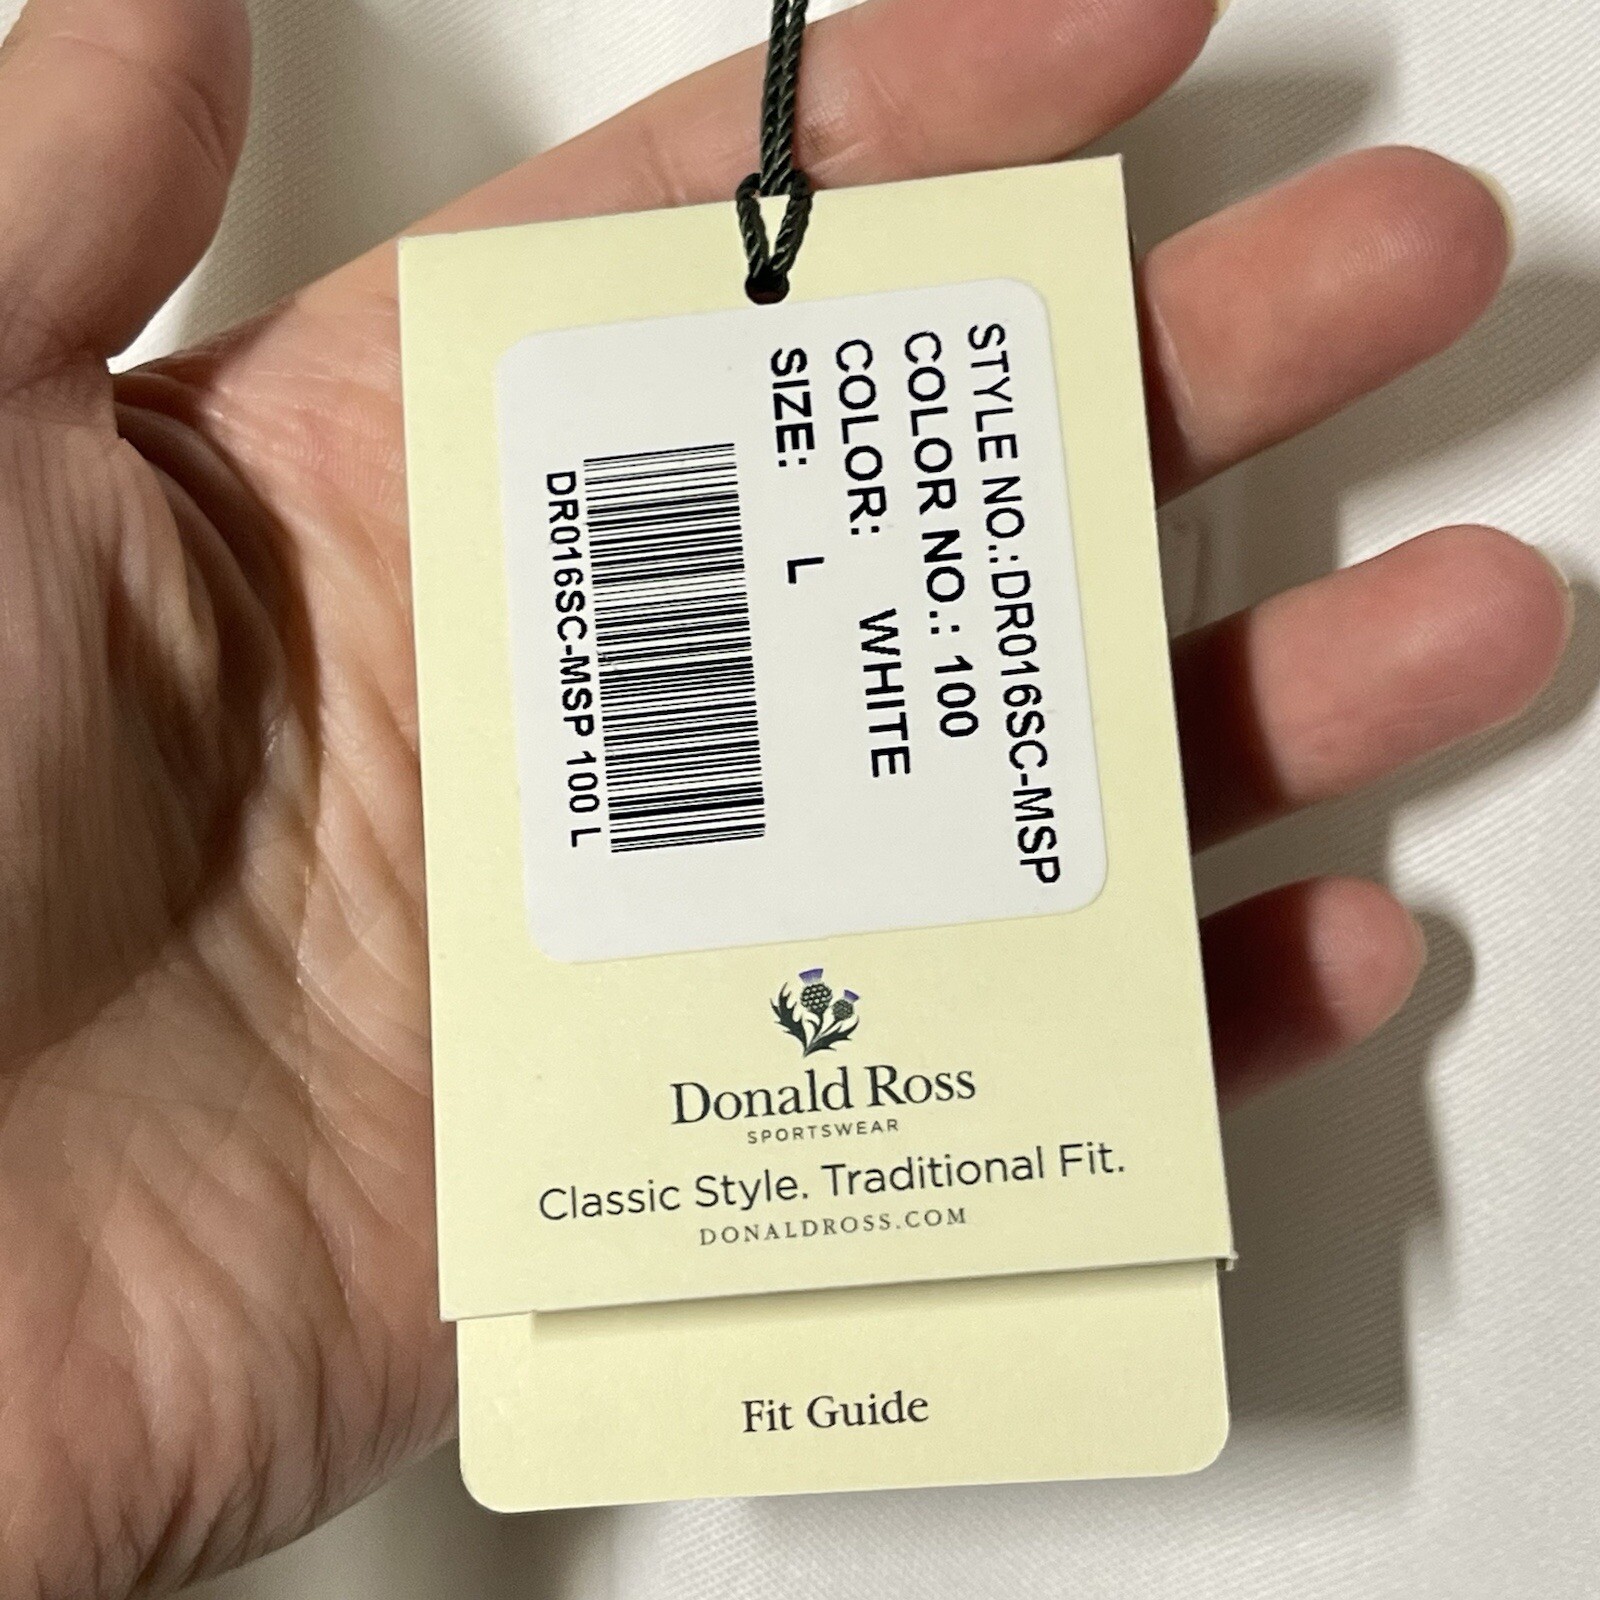 STYLE NO.:DR016SC-MSP
COLOR NO.: 100
COLOR: WHITE
SIZE: L
DR016SC-MSP 100 L
Donald Ross
SPORTSWEAR
Classic Style. Traditional Fit.
DONALDROSS.COM
Fit Guide